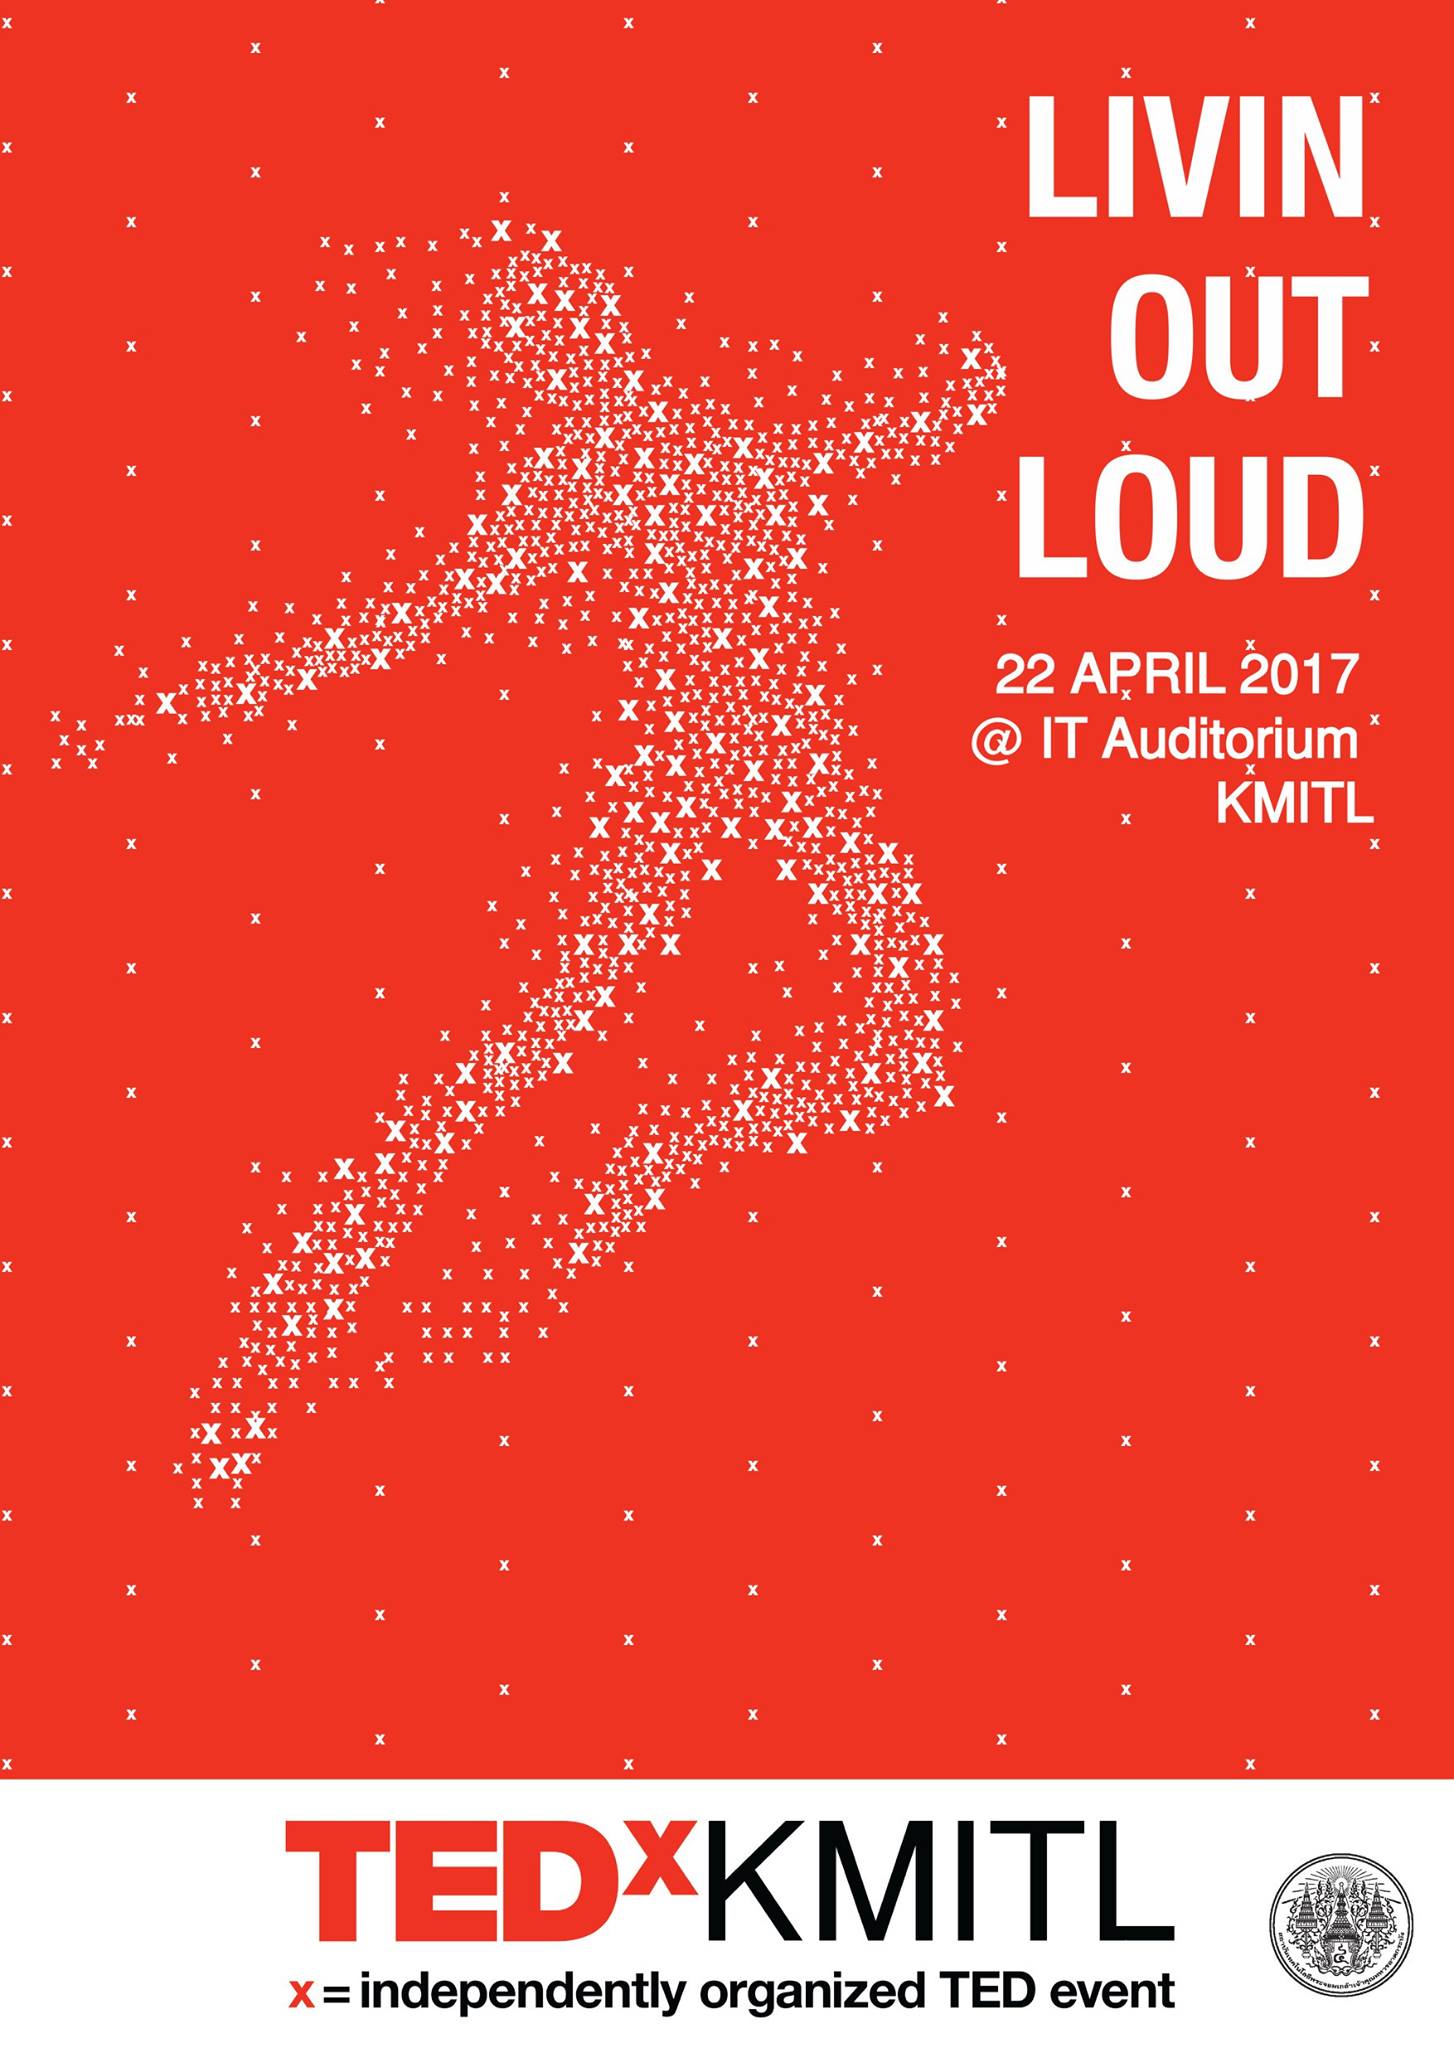 LIVIN
OUT
LOUD
22 APRIL 2017
@ IT Auditorium
KMITL
TEDxKMITL
x = independently organized TED event